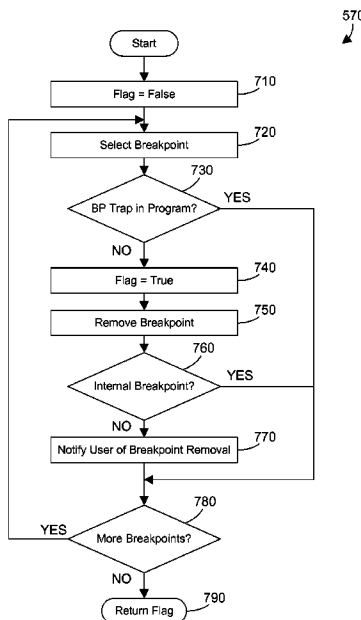 570
Start
710
Flag = False
720
Select Breakpoint
730
BP Trap in Program?
YES
NO
740
Flag = True
750
Remove Breakpoint
760
Internal Breakpoint?
YES
NO
770
Notify User of Breakpoint Removal
780
YES
More Breakpoints?
NO
790
Return Flag